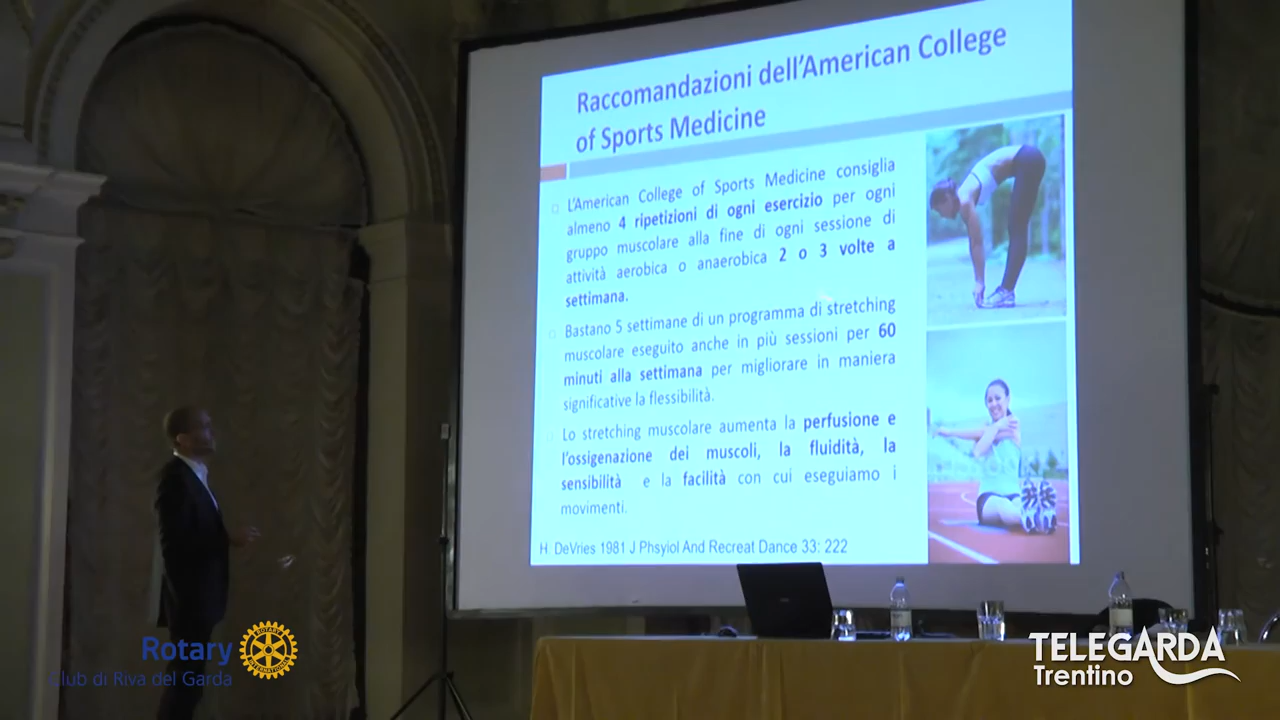 Raccomandazioni dell'American College
of Sports Medicine
L'American College of Sports Medicine consiglia
almeno 4 ripetizioni di ogni esercizio per ogni
gruppo muscolare alla fine di ogni sessione di
attività aerobica o anaerobica 2 o 3 volte a
settimana.
Bastano 5 settimane di un programma di stretching
muscolare eseguito anche in più sessioni per 60
minuti alla settimana per migliorare in maniera
significative la flessibilità.
Lo stretching muscolare aumenta la perfusione e
l'ossigenazione dei muscoli, la fluidità, la
sensibilità e la facilità con cui eseguiamo i
movimenti.
H. DeVries 1981 J Phsyiol And Recreat Dance 33: 222
Rotary
Club di Riva del Garda
ROTARY
INTERNATIONAL
TELEGARDA
Trentino